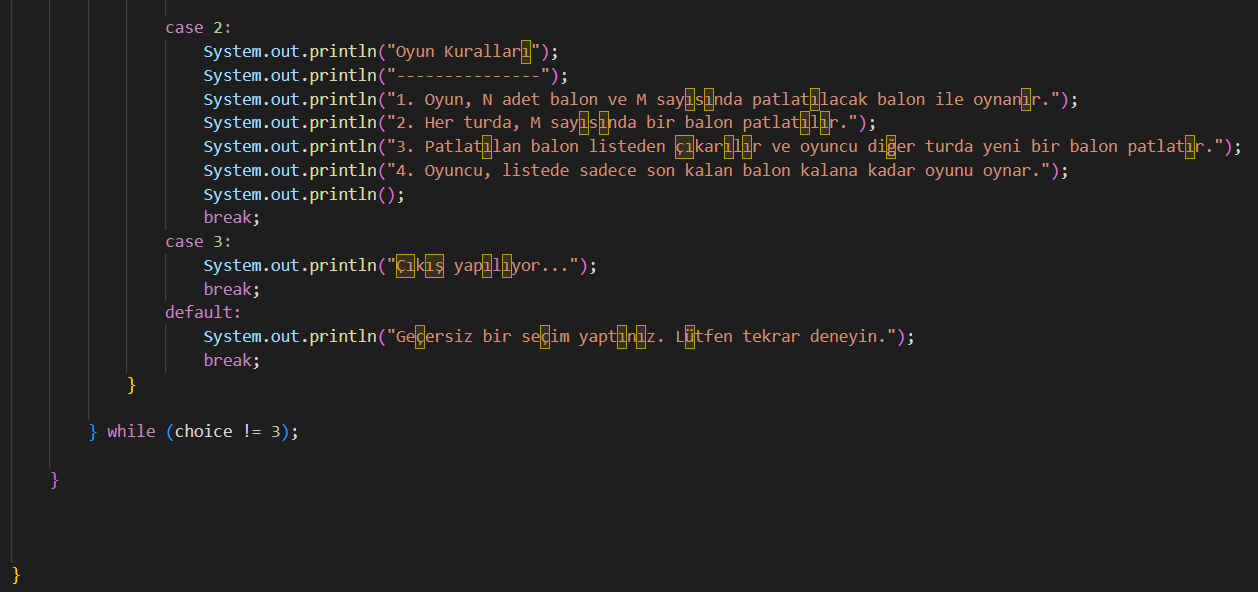 case 2:
System.out.println("Oyun Kuralları");
System.out.println("---------------");
System.out.println("1. Oyun, N adet balon ve M sayısında patlatılacak balon ile oynanır.");
System.out.println("2. Her turda, M sayısında bir balon patlatılır.");
System.out.println("3. Patlatılan balon listeden çıkarılır ve oyuncu diğer turda yeni bir balon patlatır.");
System.out.println("4. Oyuncu, listede sadece son kalan balon kalana kadar oyunu oynar.");
System.out.println();
break;
case 3:
System.out.println("Çıkış yapılıyor...");
break;
default:
System.out.println("Geçersiz bir seçim yaptınız. Lütfen tekrar deneyin.");
break;
}
} while (choice != 3);
}
}